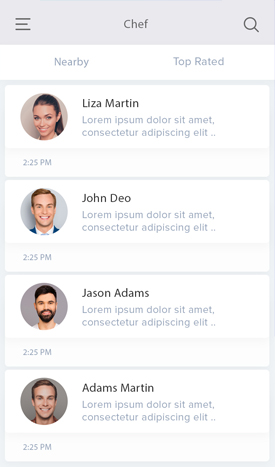 Chef
Nearby
Top Rated
Liza Martin
Lorem ipsum dolor sit amet,
consectetur adipiscing elit ..
2:25 PM
John Deo
Lorem ipsum dolor sit amet,
consectetur adipiscing elit ..
2:25 PM
Jason Adams
Lorem ipsum dolor sit amet,
consectetur adipiscing elit ..
2:25 PM
Adams Martin
Lorem ipsum dolor sit amet,
consectetur adipiscing elit ..
2:25 PM